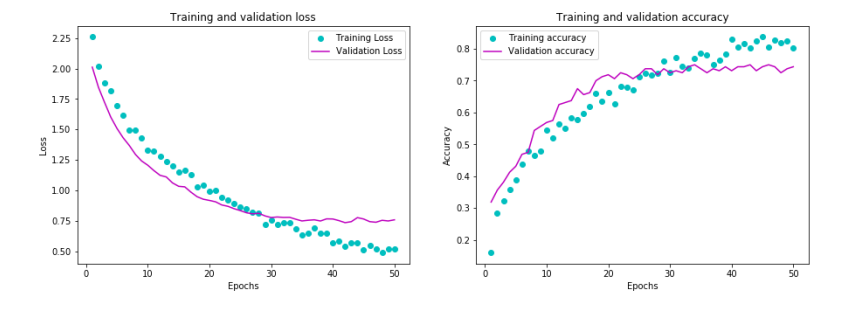 Training and validation loss
Training Loss
Validation Loss
2.25
2.00
1.75
1.50
1.25
1.00
0.75
0.50
Loss
0
10
20
30
40
50
Epochs
Training and validation accuracy
Training accuracy
Validation accuracy
0.8
0.7
0.6
0.5
0.4
0.3
0.2
Accuracy
0
10
20
30
40
50
Epochs